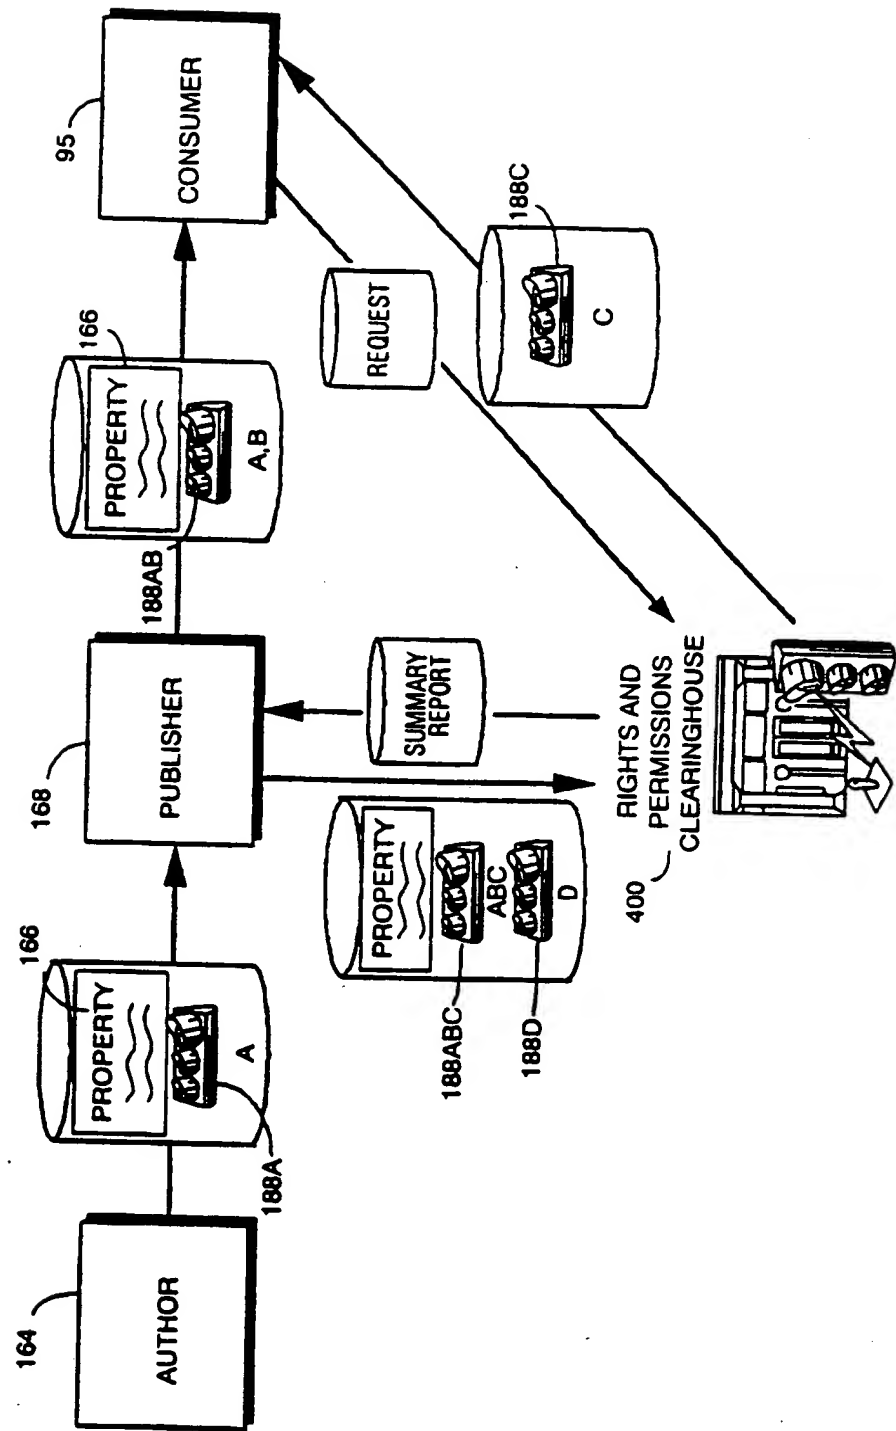 164
AUTHOR
166
PROPERTY
A
188A
168
PUBLISHER
166
PROPERTY
A,B
188AB
95
CONSUMER
PROPERTY
ABC
D
188ABC
188D
SUMMARY
REPORT
REQUEST
188C
C
400
RIGHTS AND
PERMISSIONS
CLEARINGHOUSE